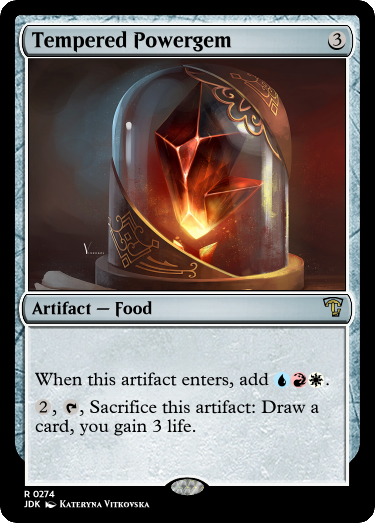 Tempered Powergem 3
Artifact — Food
When this artifact enters, add .
2 , , Sacrifice this artifact: Draw a
card, you gain 3 life.
R 0274
JDK Kateryna Vitkovska